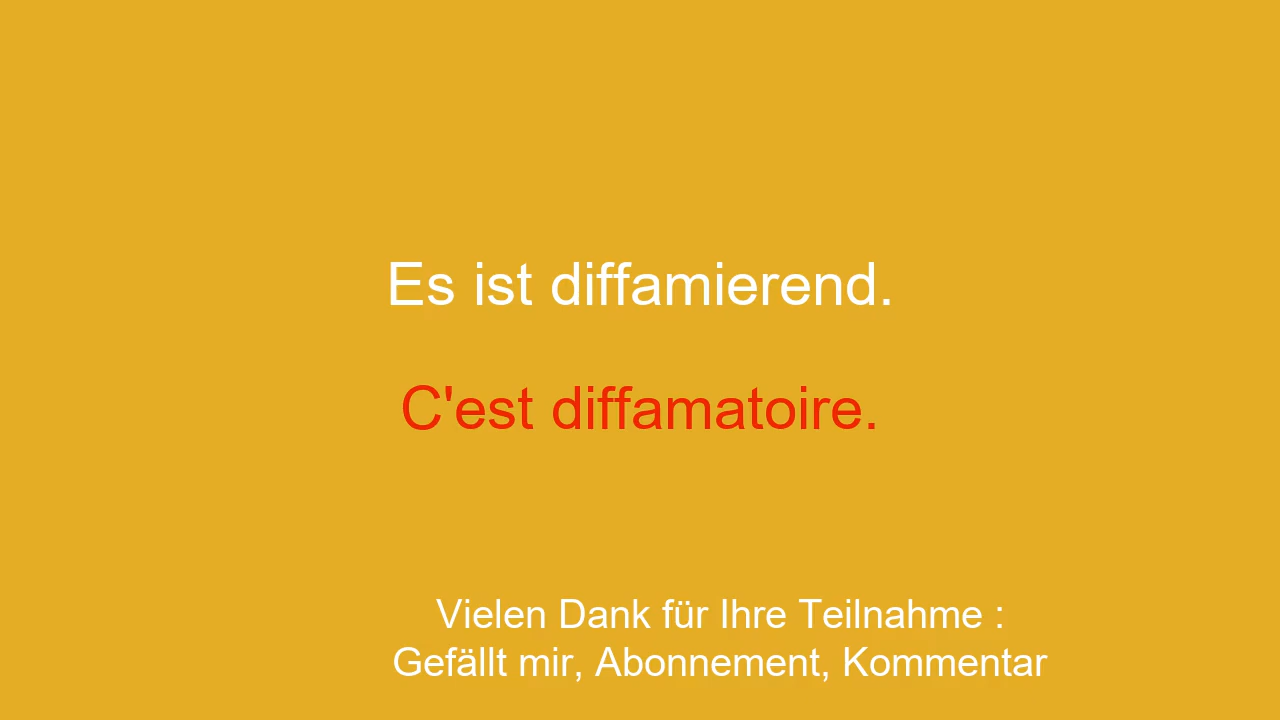 Es ist diffamierend.
C'est diffamatoire.
Vielen Dank für Ihre Teilnahme :
Gefällt mir, Abonnement, Kommentar